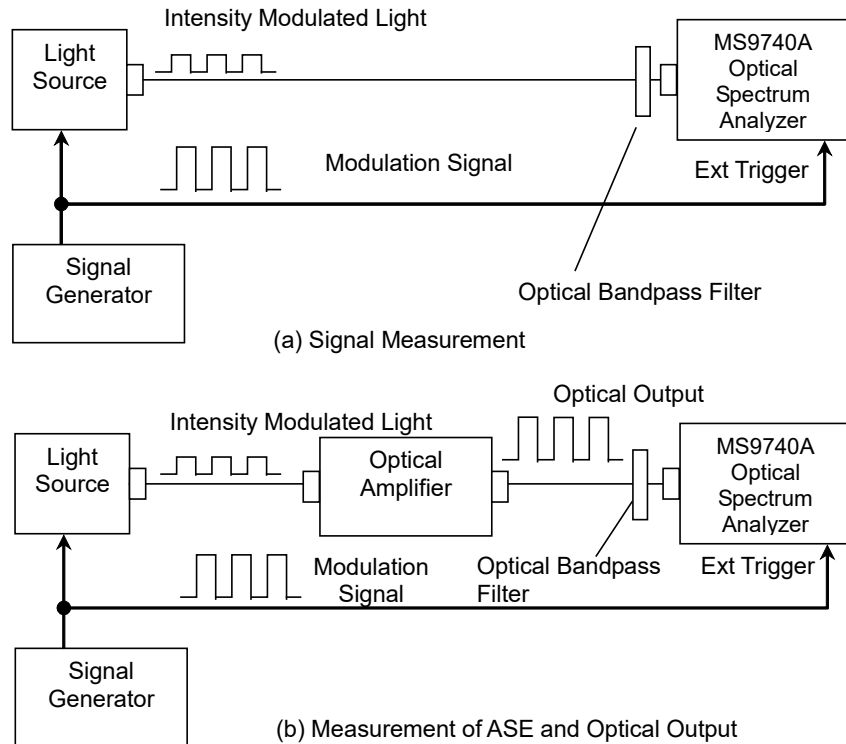 Intensity Modulated Light
Light
Source
MS9740A
Optical
Spectrum
Analyzer
Modulation Signal
Ext Trigger
Signal
Generator
Optical Bandpass Filter
(a) Signal Measurement
Optical Output
Intensity Modulated Light
Light
Source
Optical
Amplifier
MS9740A
Optical
Spectrum
Analyzer
Modulation
Signal
Optical Bandpass
Filter
Ext Trigger
Signal
Generator
(b) Measurement of ASE and Optical Output